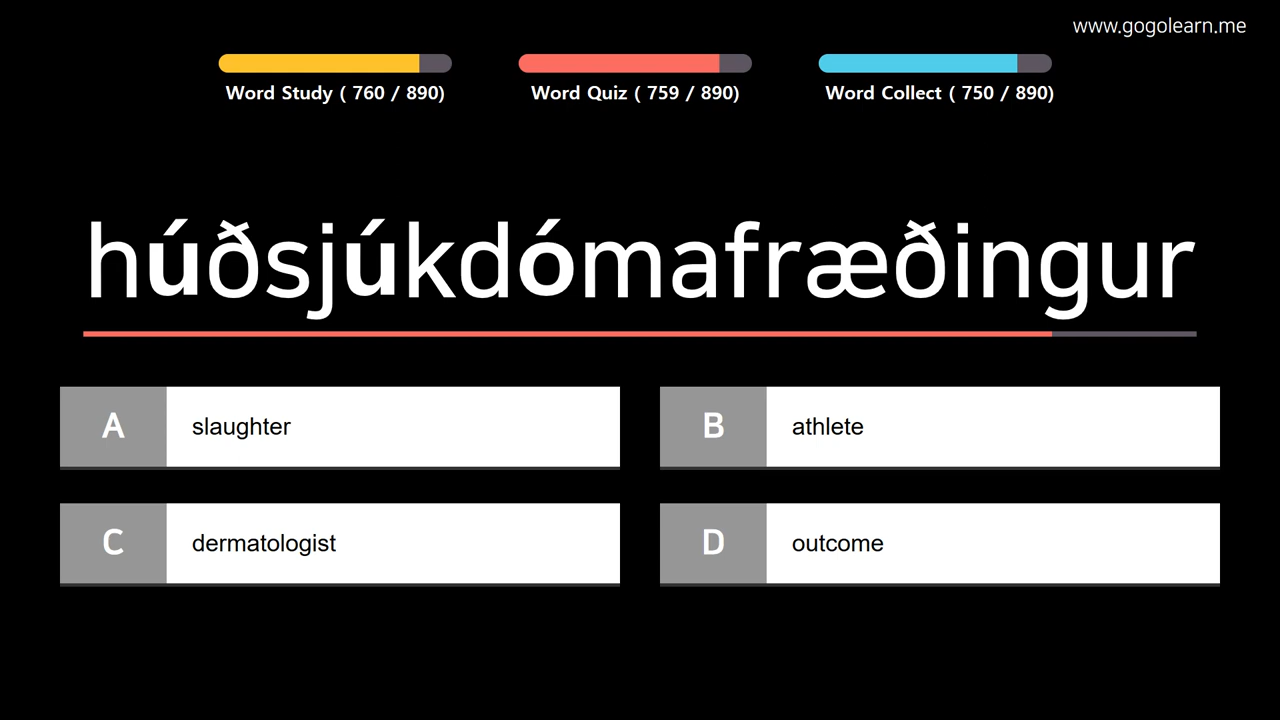 www.gogolearn.me
Word Study ( 760 / 890)
Word Quiz ( 759 / 890)
Word Collect ( 750 / 890)
húðsjúkdómafræðingur
A slaughter
B athlete
C dermatologist
D outcome